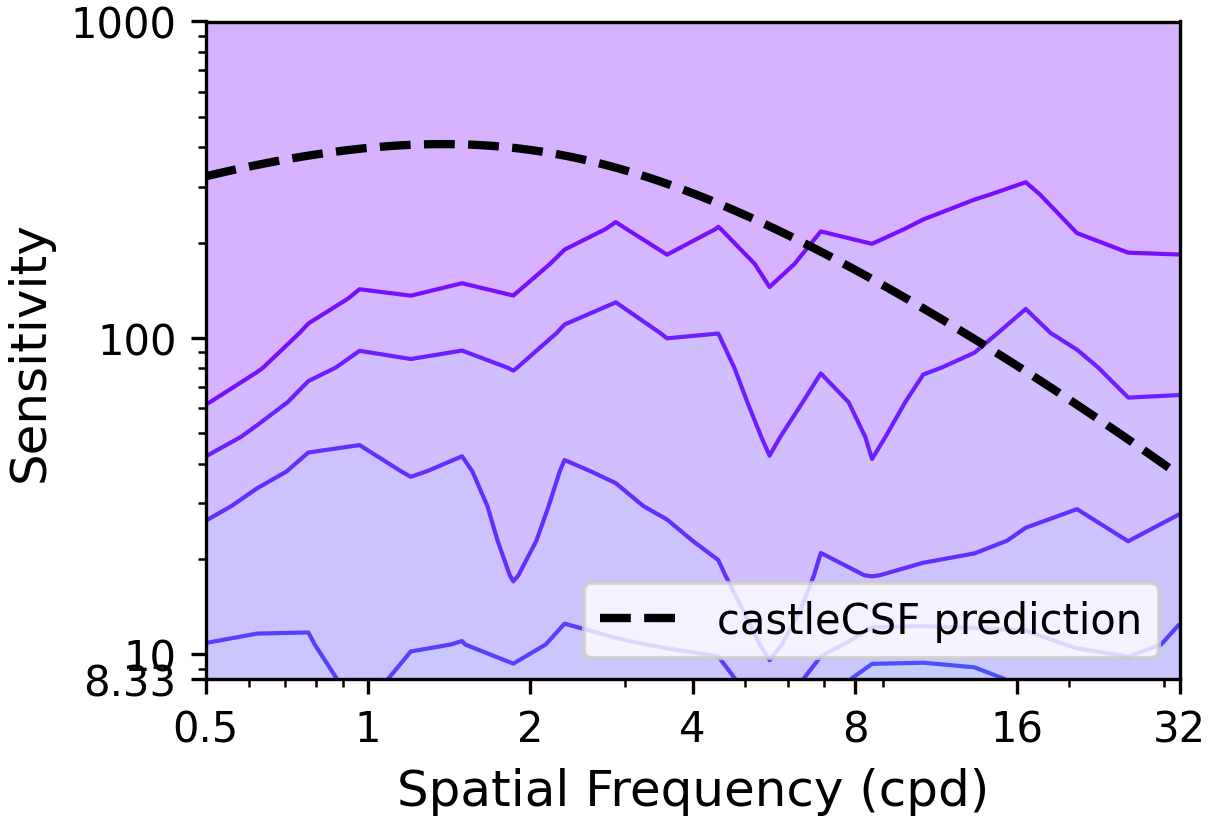 1000
100
10
8.33
Sensitivity
castleCSF prediction
0.5 1 2 4 8 16 32
Spatial Frequency (cpd)